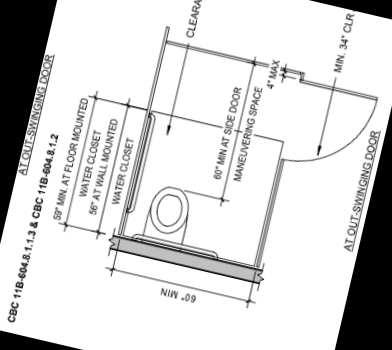 CLEARA
MIN. 34" CLR
4" MAX
60" MIN AT SIDE DOOR
MANEUVERING SPACE
59" MIN. AT FLOOR MOUNTED
WATER CLOSET
56" AT WALL MOUNTED
WATER CLOSET
60" MIN
AT OUT-SWINGING DOOR
AT OUT-SWINGING DOOR
CBC 11B-604.8.1.1.3 & CBC 11B-604.8.1.2